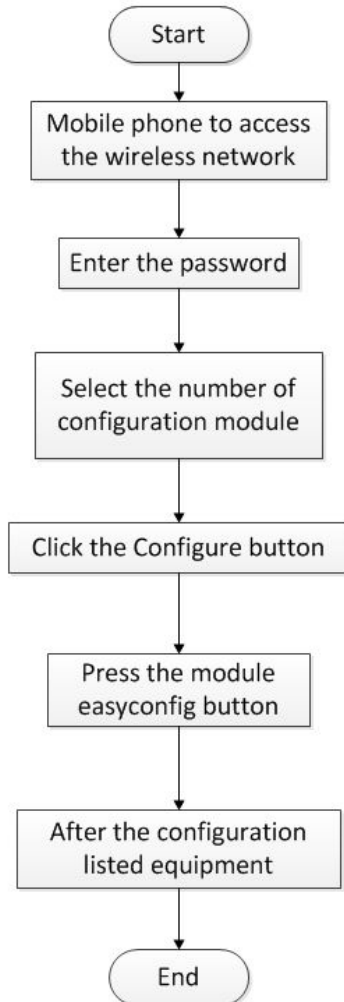 Start
Mobile phone to access
the wireless network
Enter the password
Select the number of
configuration module
Click the Configure button
Press the module
easyconfig button
After the configuration
listed equipment
End